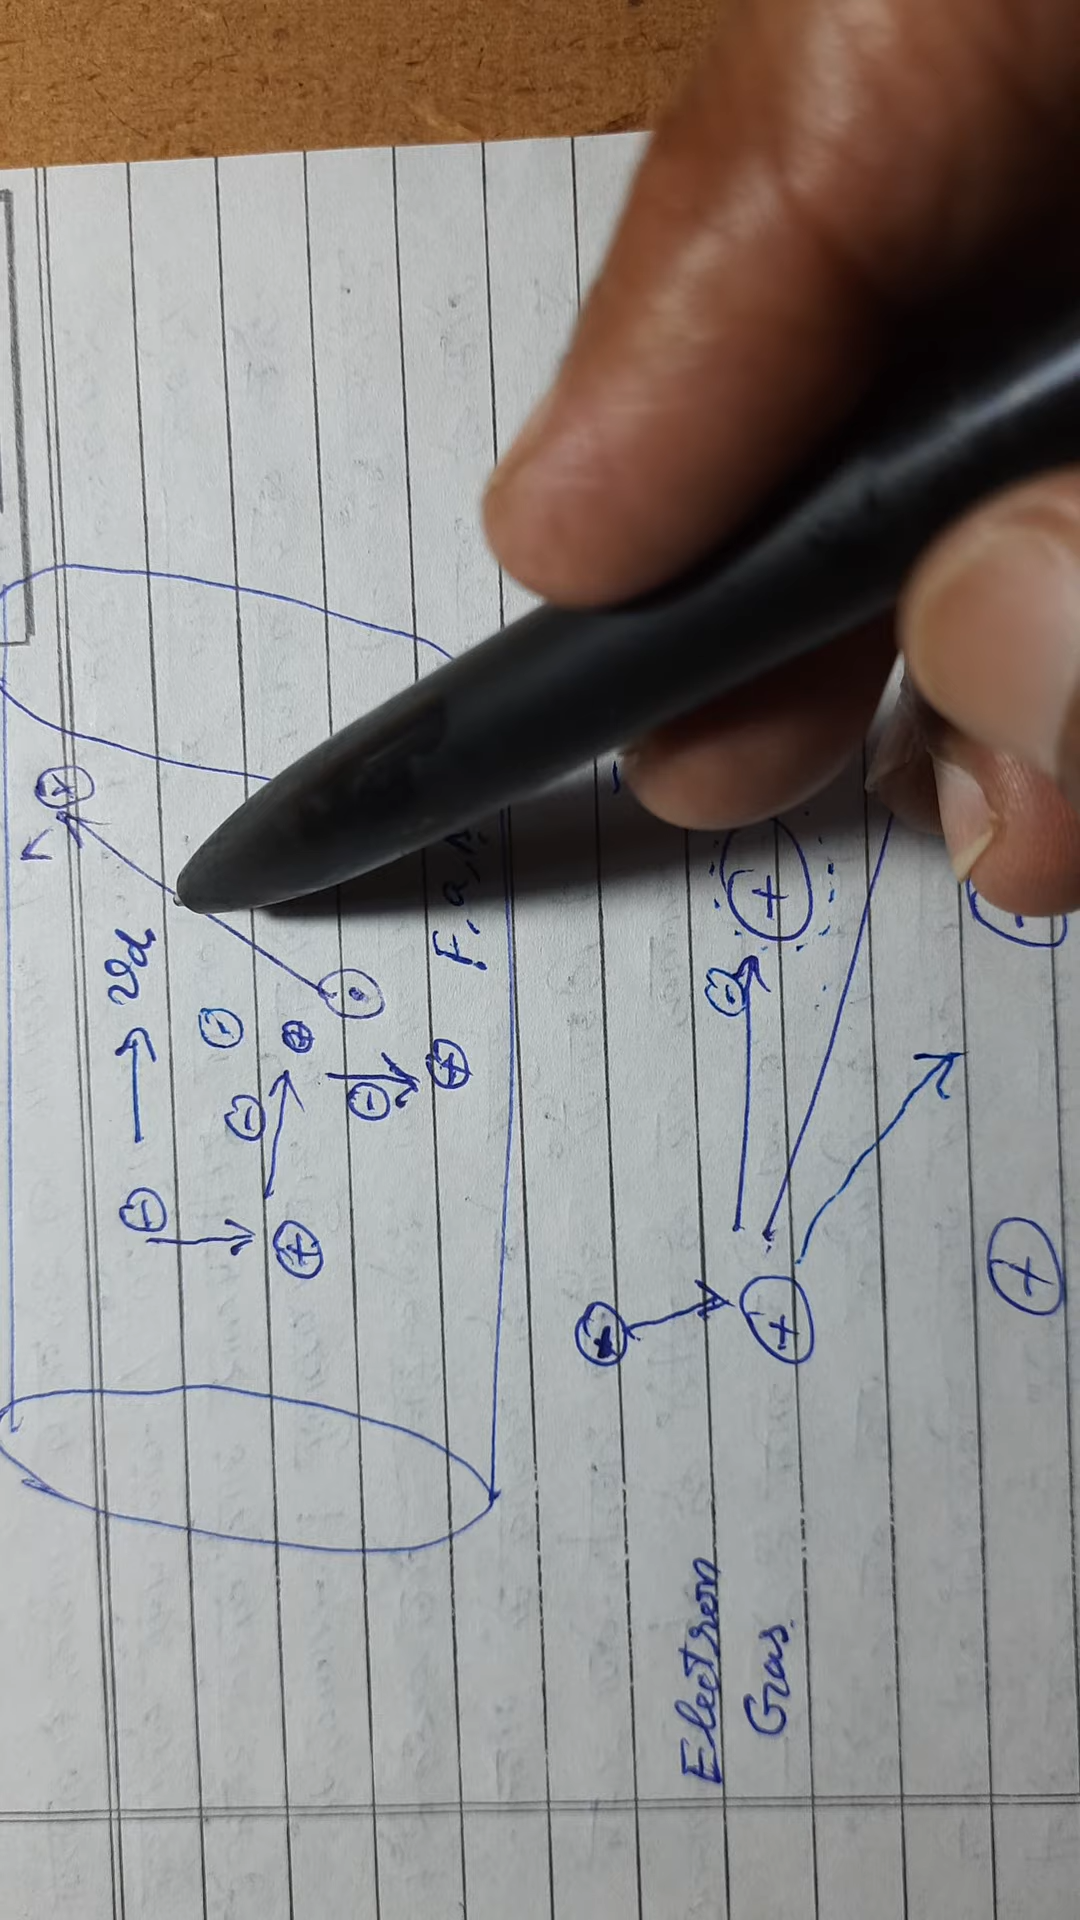 ⊖ → vd
F, a,
Electron
Gas.